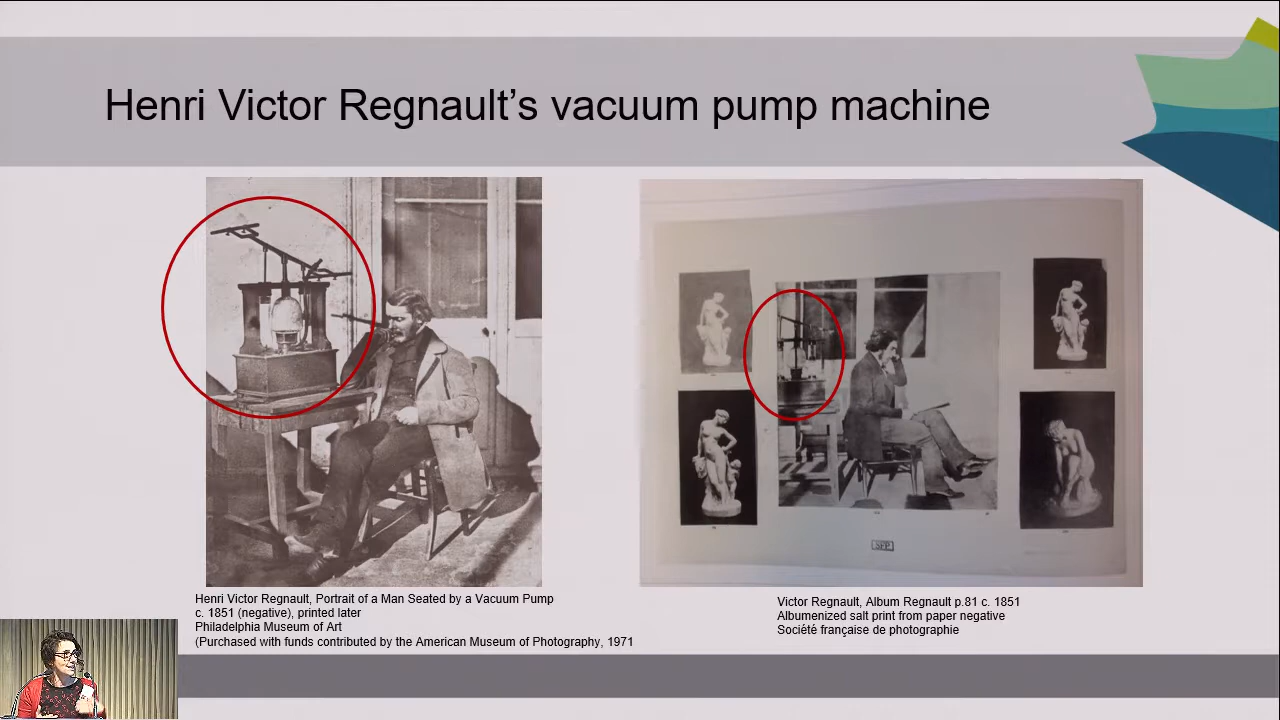 Henri Victor Regnault’s vacuum pump machine
Henri Victor Regnault, Portrait of a Man Seated by a Vacuum Pump
c. 1851 (negative), printed later
Philadelphia Museum of Art
(Purchased with funds contributed by the American Museum of Photography, 1971
SFP
Victor Regnault, Album Regnault p.81 c. 1851
Albumenized salt print from paper negative
Société française de photographie